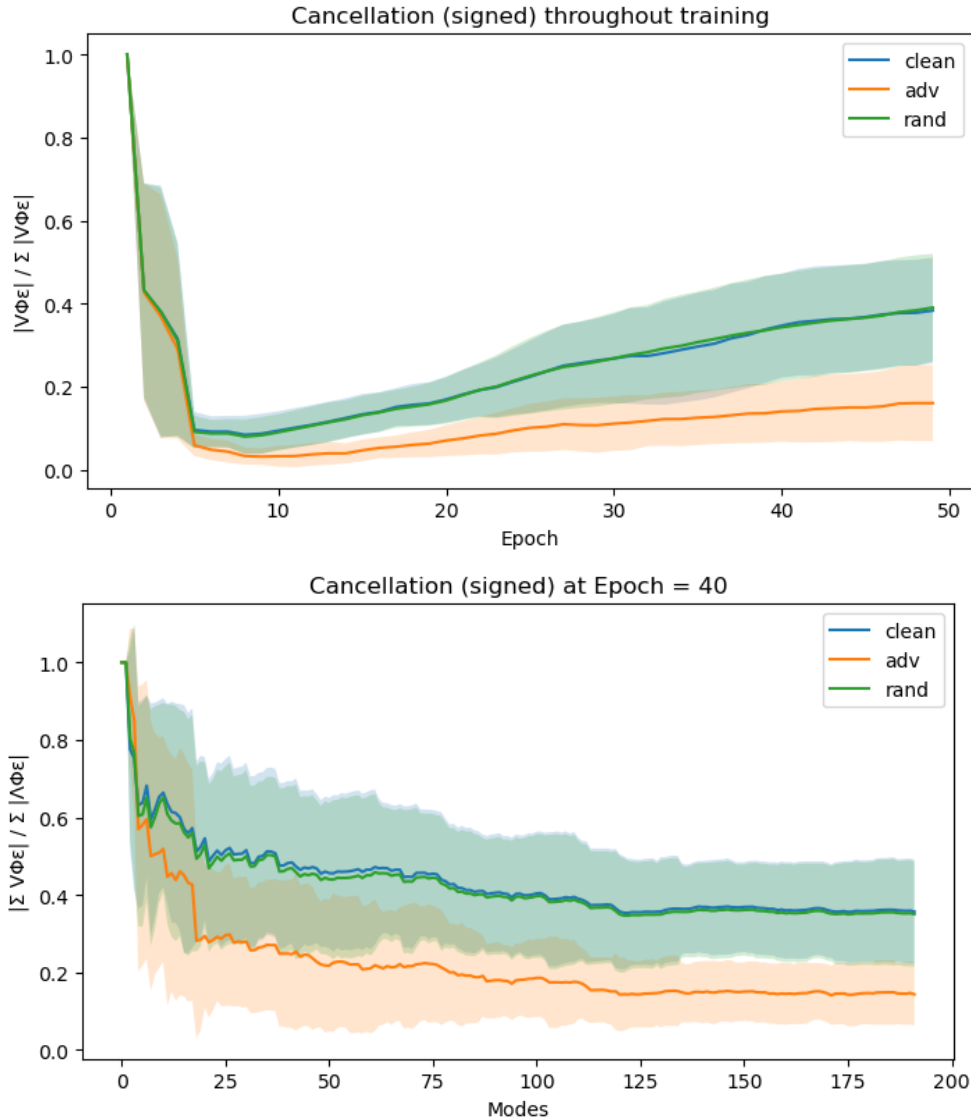 Cancellation (signed) throughout training
1.0
0.8
0.6
0.4
0.2
0.0
|VΦε| / Σ |VΦε|
clean
adv
rand
0
10
20
30
40
50
Epoch
Cancellation (signed) at Epoch = 40
1.0
0.8
0.6
0.4
0.2
0.0
|Σ VΦε| / Σ |ΛΦε|
clean
adv
rand
0
25
50
75
100
125
150
175
200
Modes